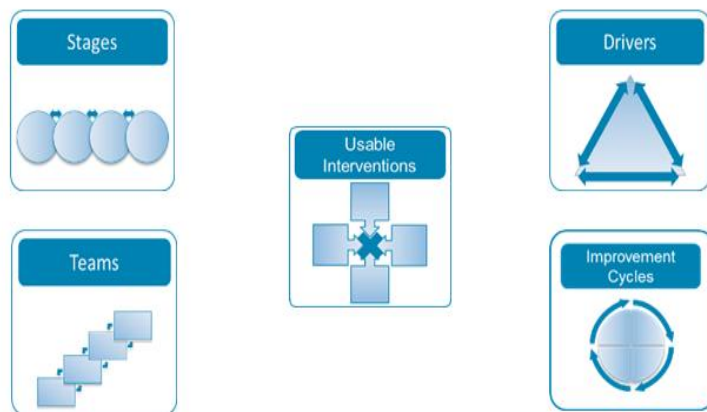 Stages
Drivers
Usable
Interventions
Teams
Improvement
Cycles